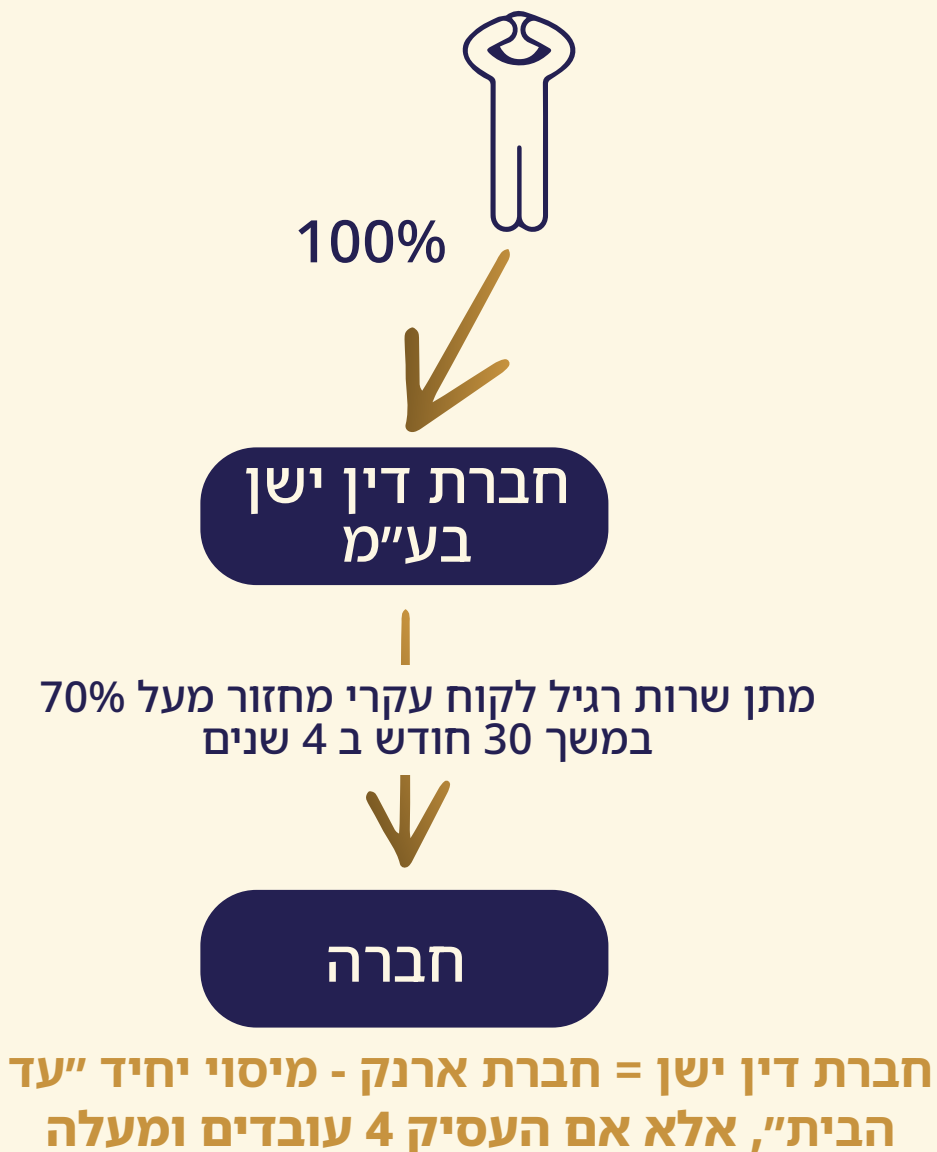 100%
חברת דין ישן
בע״מ
מתן שרות רגיל לקוח עקרי מחזור מעל 70%
במשך 30 חודש ב 4 שנים
חברה
חברת דין ישן = חברת ארנק - מיסוי יחיד ״עד
הבית״, אלא אם העסיק 4 עובדים ומעלה